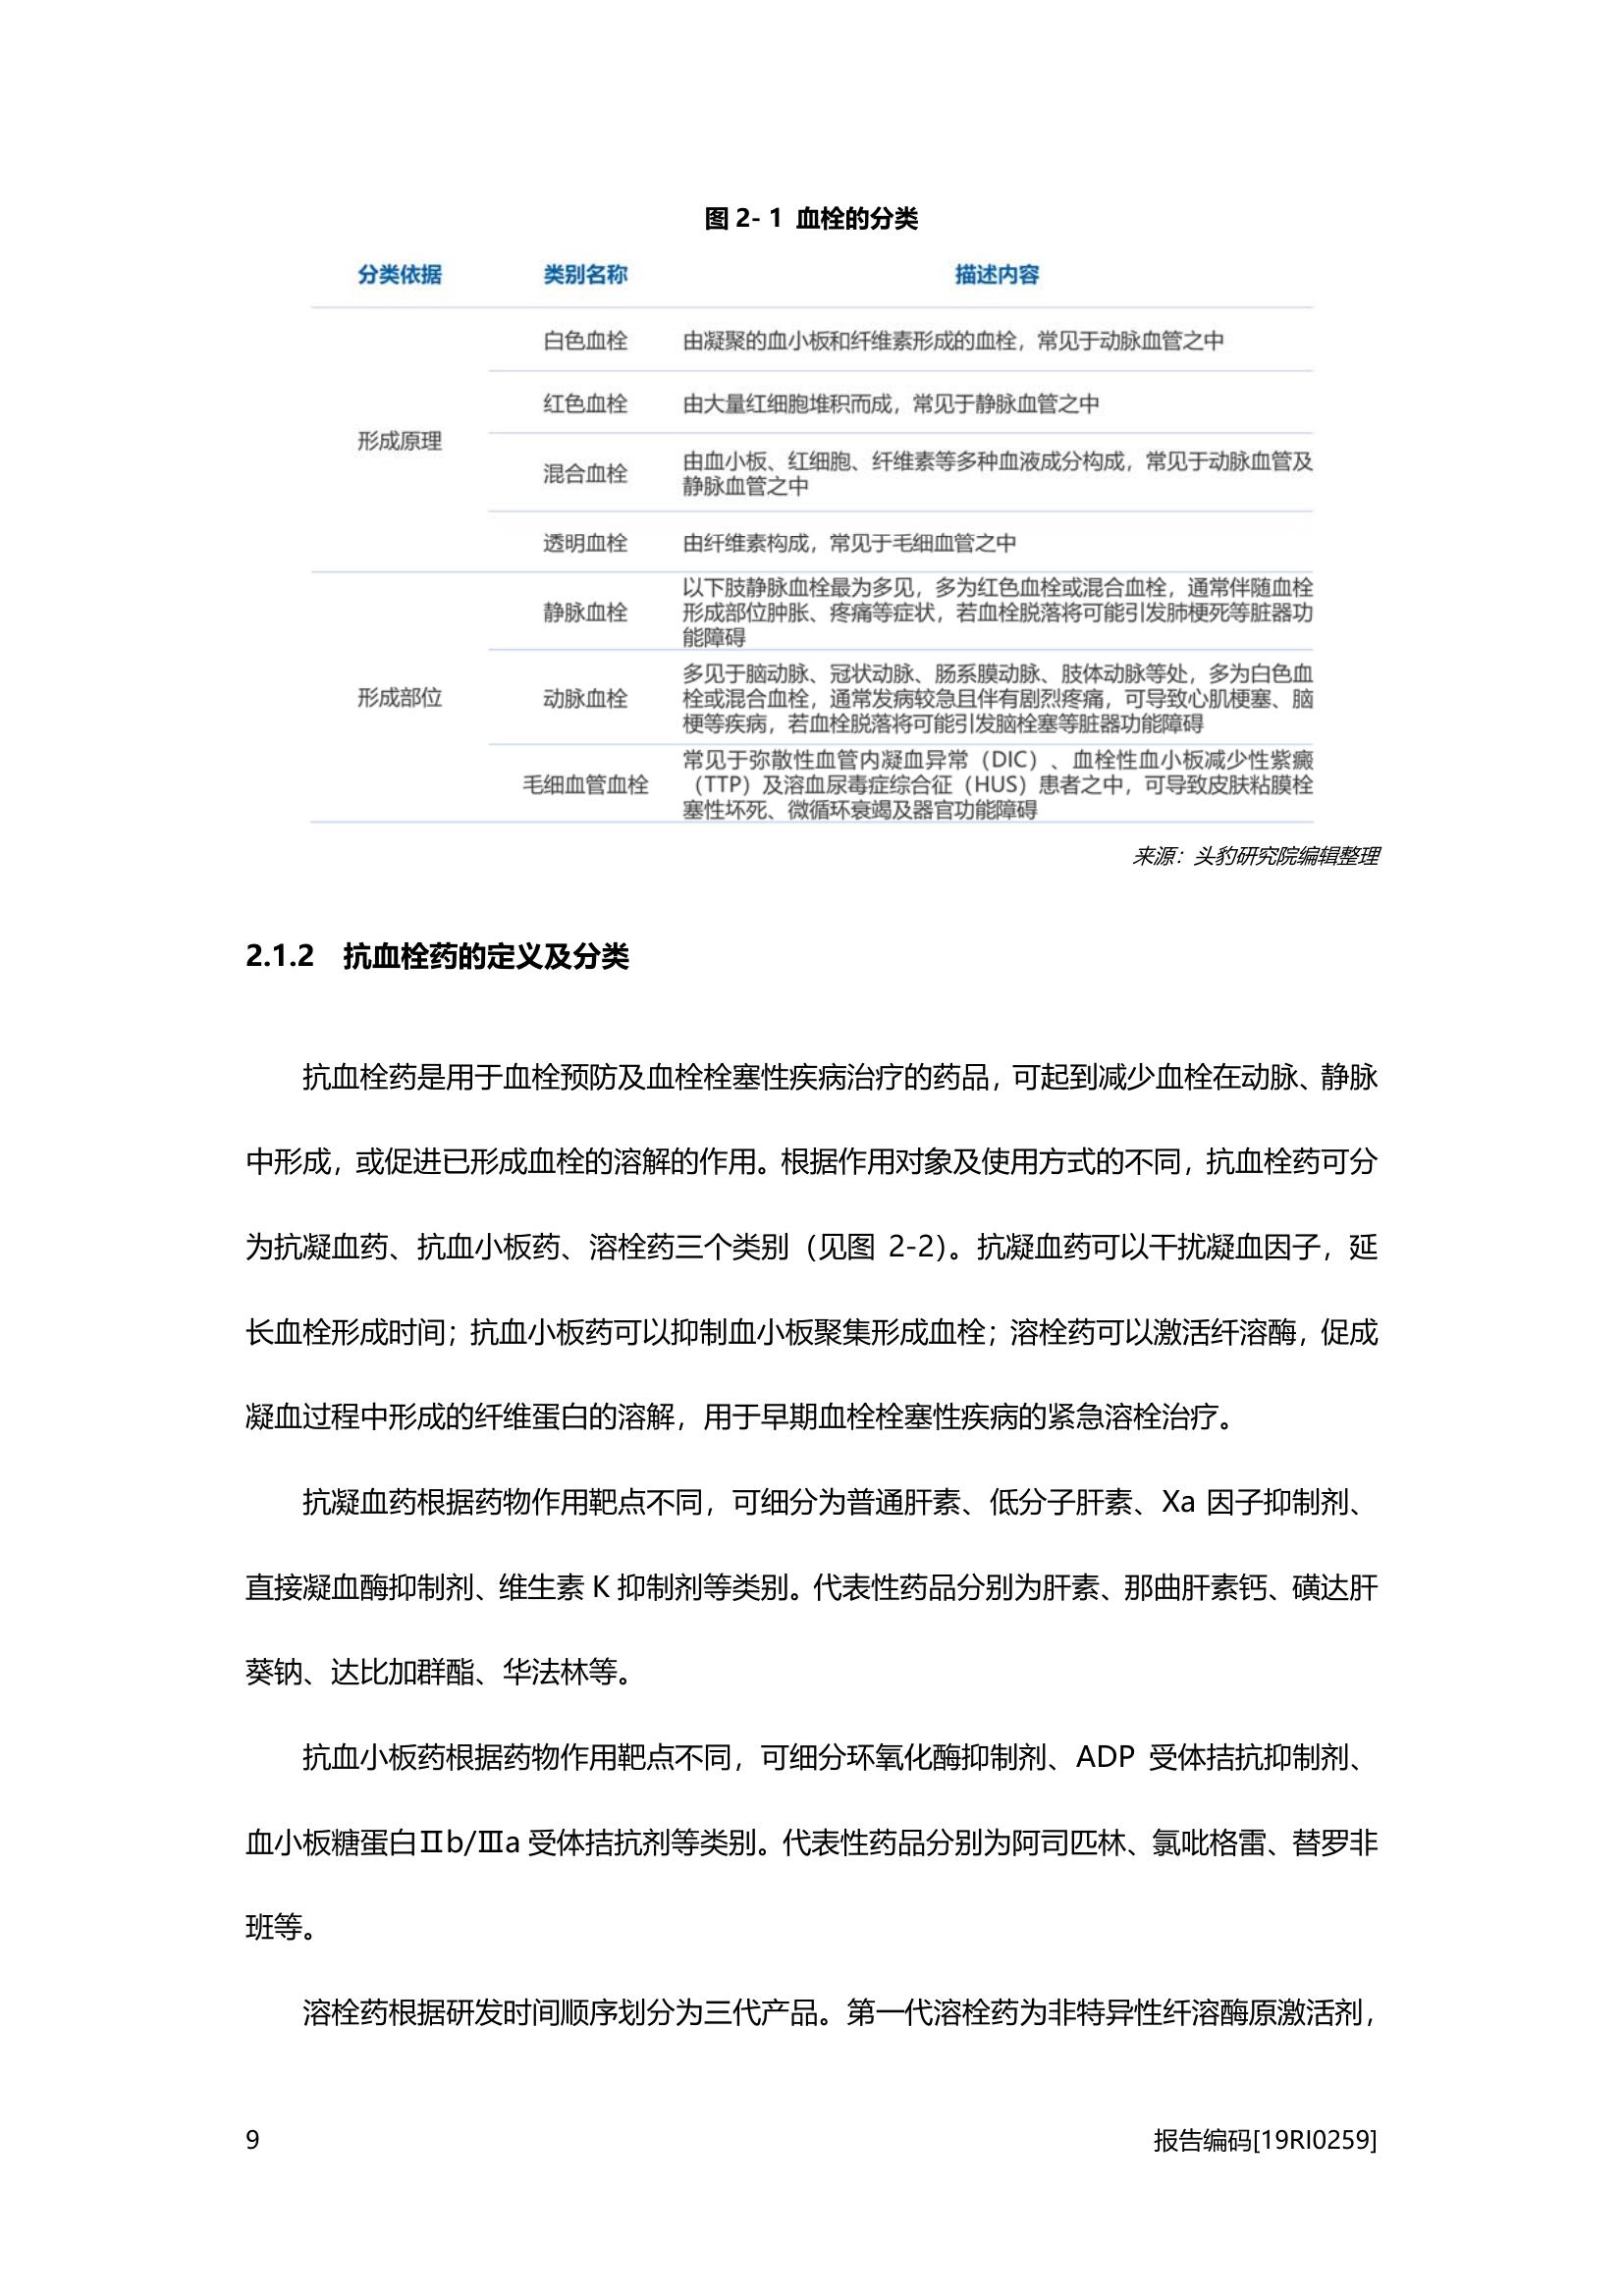 图 2- 1 血栓的分类
分类依据 类别名称 描述内容
白色血栓 由凝聚的血小板和纤维素形成的血栓，常见于动脉血管之中
红色血栓 由大量红细胞堆积而成，常见于静脉血管之中
形成原理
混合血栓 由血小板、红细胞、纤维素等多种血液成分构成，常见于动脉血管及
静脉血管之中
透明血栓 由纤维素构成，常见于毛细血管之中
以下肢静脉血栓最为多见，多为红色血栓或混合血栓，通常伴随血栓
静脉血栓 形成部位肿胀、疼痛等症状，若血栓脱落将可能引发肺梗死等脏器功
能障碍
多见于脑动脉、冠状动脉、肠系膜动脉、肢体动脉等处，多为白色血
形成部位 动脉血栓 栓或混合血栓，通常发病较急且伴有剧烈疼痛，可导致心肌梗塞、脑
梗等疾病，若血栓脱落将可能引发脑栓塞等脏器功能障碍
常见于弥散性血管内凝血异常（DIC）、血栓性血小板减少性紫癜
毛细血管血栓 （TTP）及溶血尿毒症综合征（HUS）患者之中，可导致皮肤粘膜栓
塞性坏死、微循环衰竭及器官功能障碍
来源：头豹研究院编辑整理
2.1.2 抗血栓药的定义及分类
抗血栓药是用于血栓预防及血栓栓塞性疾病治疗的药品，可起到减少血栓在动脉、静脉
中形成，或促进已形成血栓的溶解的作用。根据作用对象及使用方式的不同，抗血栓药可分
为抗凝血药、抗血小板药、溶栓药三个类别（见图 2-2）。抗凝血药可以干扰凝血因子，延
长血栓形成时间；抗血小板药可以抑制血小板聚集形成血栓；溶栓药可以激活纤溶酶，促成
凝血过程中形成的纤维蛋白的溶解，用于早期血栓栓塞性疾病的紧急溶栓治疗。
抗凝血药根据药物作用靶点不同，可细分为普通肝素、低分子肝素、Xa 因子抑制剂、
直接凝血酶抑制剂、维生素 K 抑制剂等类别。代表性药品分别为肝素、那曲肝素钙、磺达肝
葵钠、达比加群酯、华法林等。
抗血小板药根据药物作用靶点不同，可细分环氧化酶抑制剂、ADP 受体拮抗抑制剂、
血小板糖蛋白Ⅱb/Ⅲa 受体拮抗剂等类别。代表性药品分别为阿司匹林、氯吡格雷、替罗非
班等。
溶栓药根据研发时间顺序划分为三代产品。第一代溶栓药为非特异性纤溶酶原激活剂，
9 报告编码[19RI0259]